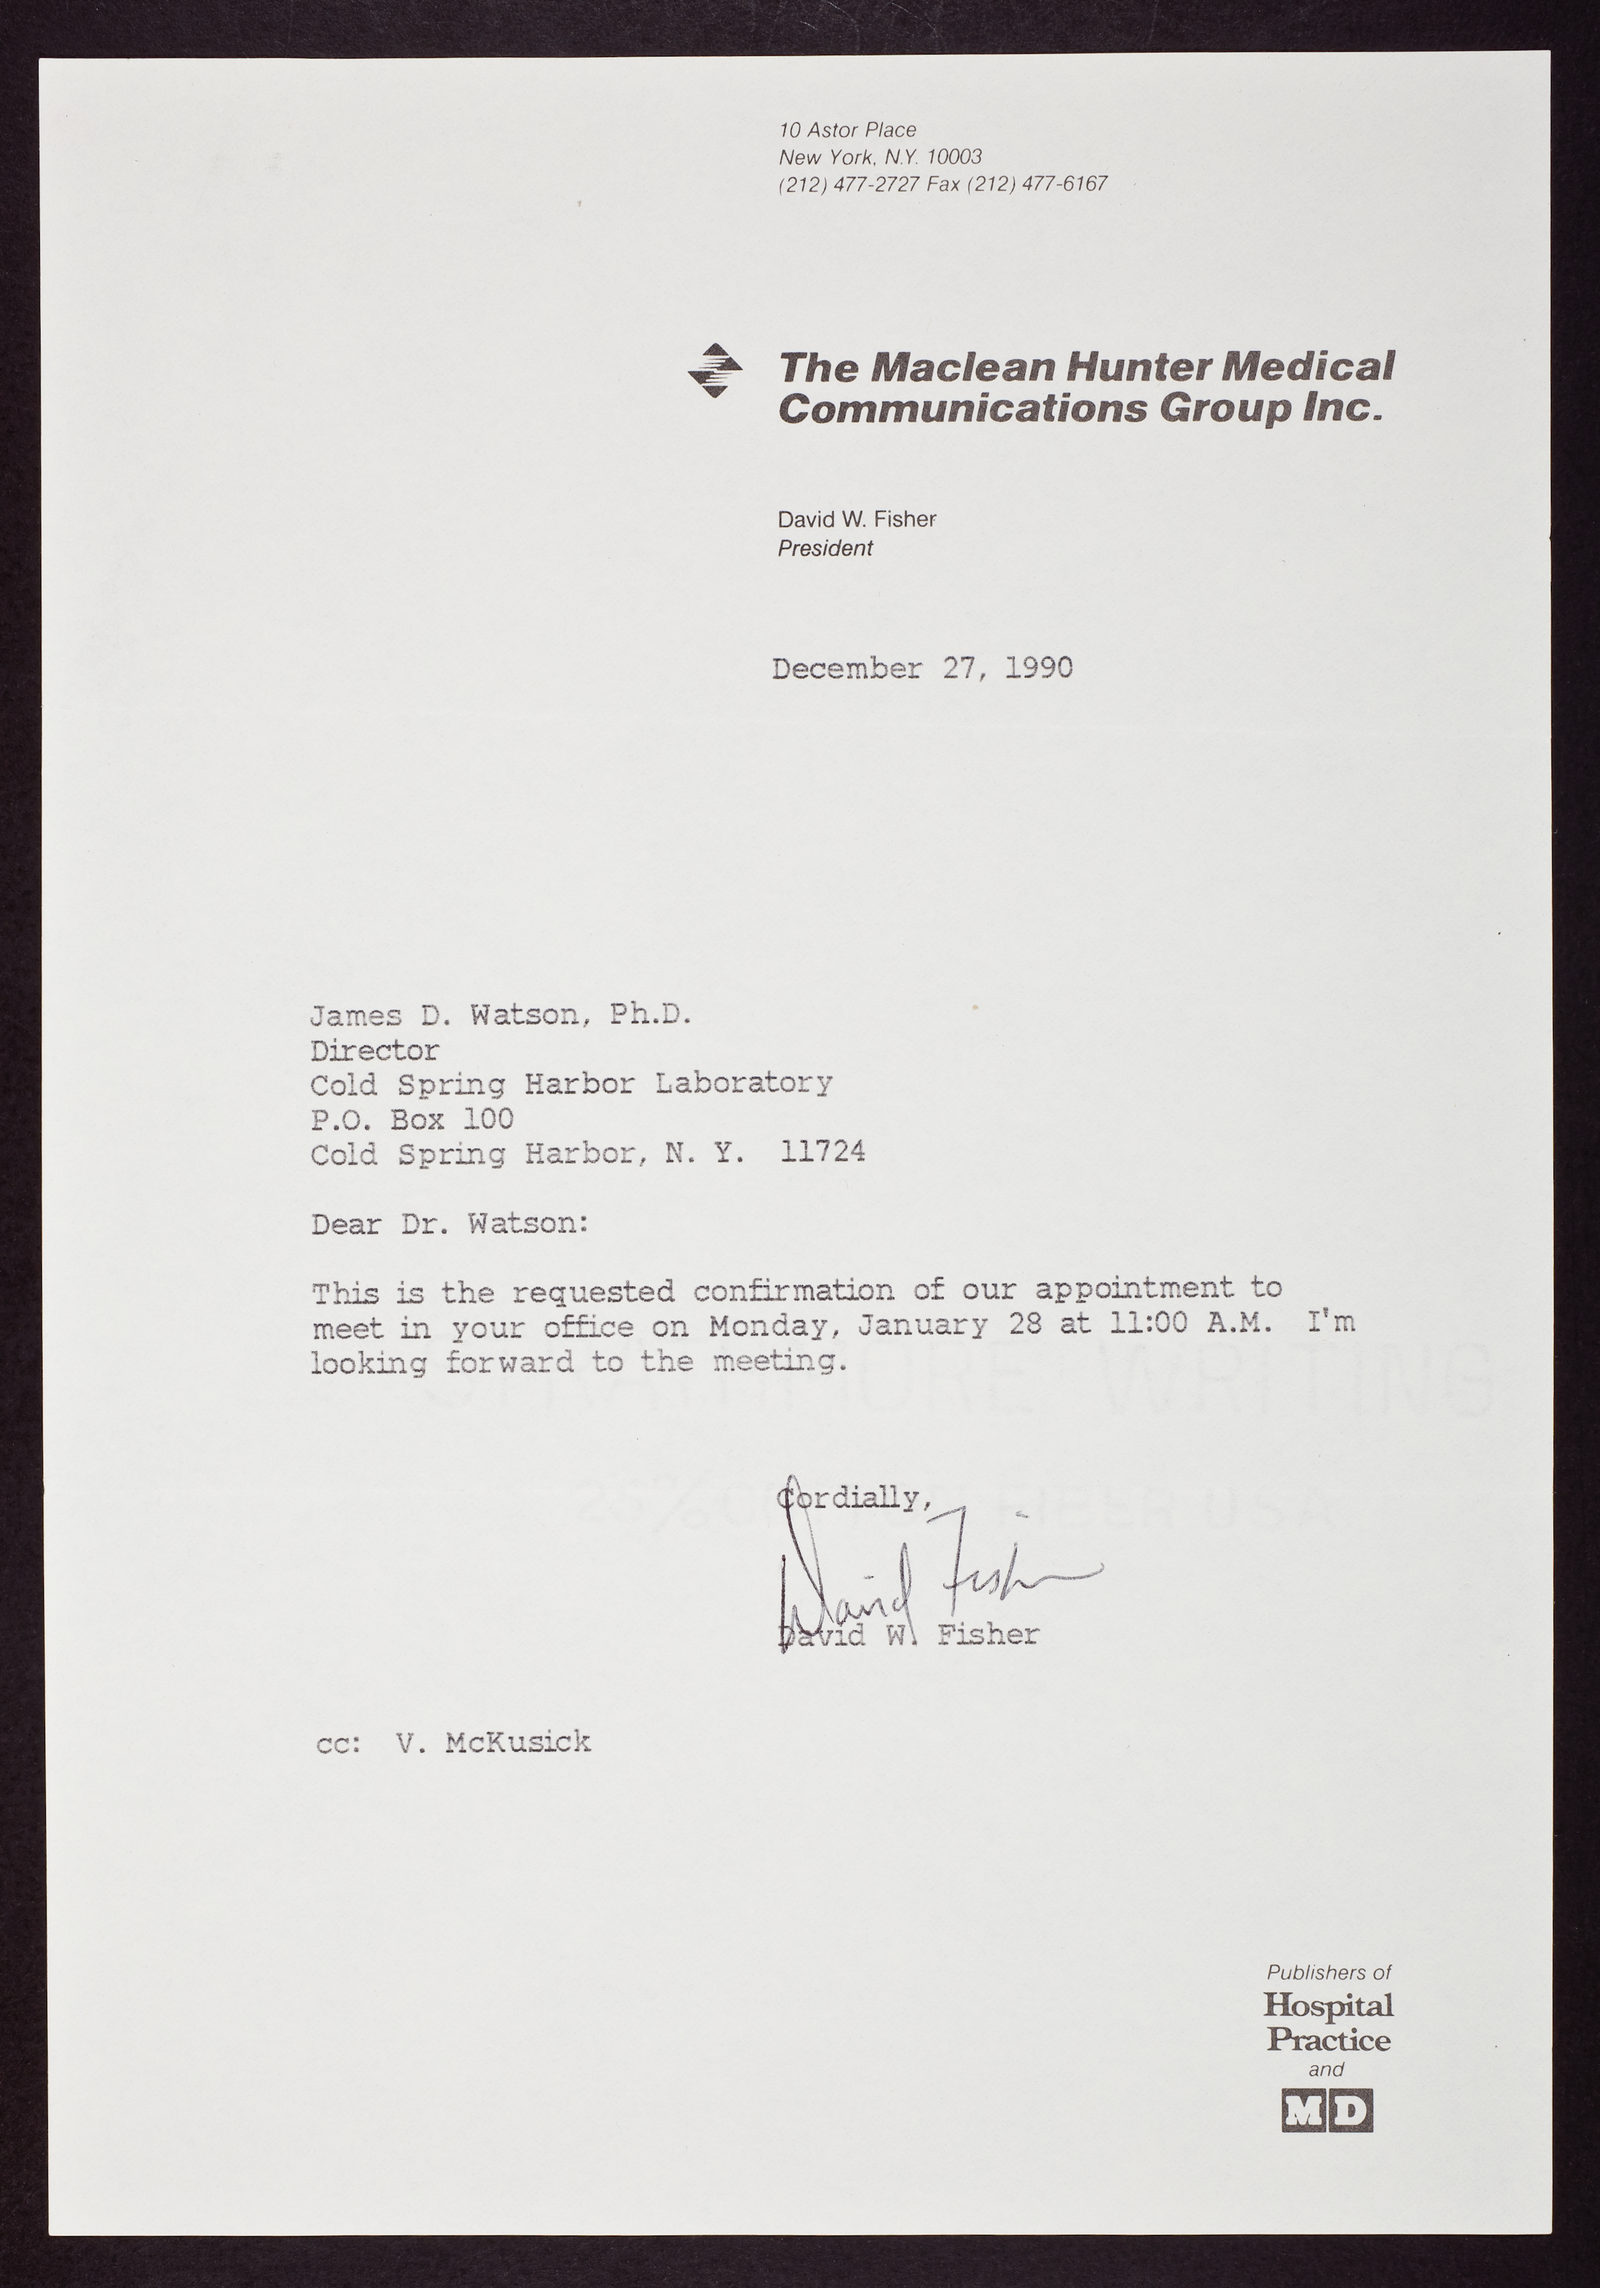 10 Astor Place
New York, N.Y. 10003
(212) 477-2727 Fax (212) 477-6167
The Maclean Hunter Medical
Communications Group Inc.
David W. Fisher
President
December 27, 1990
James D. Watson, Ph.D.
Director
Cold Spring Harbor Laboratory
P.O. Box 100
Cold Spring Harbor, N. Y. 11724
Dear Dr. Watson:
This is the requested confirmation of our appointment to
meet in your office on Monday, January 28 at 11:00 A.M. I'm
looking forward to the meeting.
Cordially,
David Fisher
David W. Fisher
cc: V. McKusick
Publishers of
Hospital
Practice
and
MD